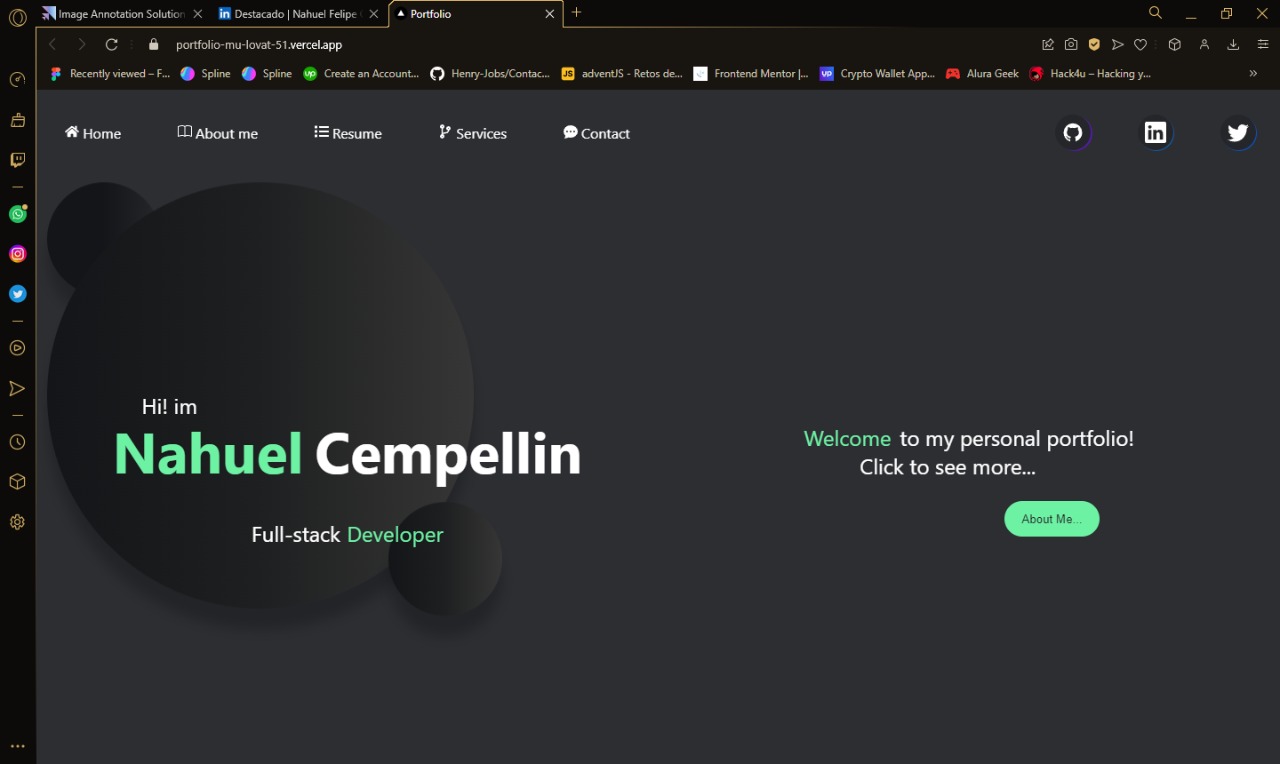 Image Annotation Solution
Destacado | Nahuel Felipe
Portfolio
portfolio-mu-lovat-51.vercel.app
Recently viewed – F...
Spline
Spline
up
Create an Account...
Henry-Jobs/Contac...
JS
adventJS - Retos de...
Frontend Mentor |...
VP
Crypto Wallet App...
Alura Geek
Hack4u – Hacking y...
Home
About me
Resume
Services
Contact
Hi! im
Nahuel Cempellin
Full-stack Developer
Welcome to my personal portfolio!
Click to see more...
About Me...